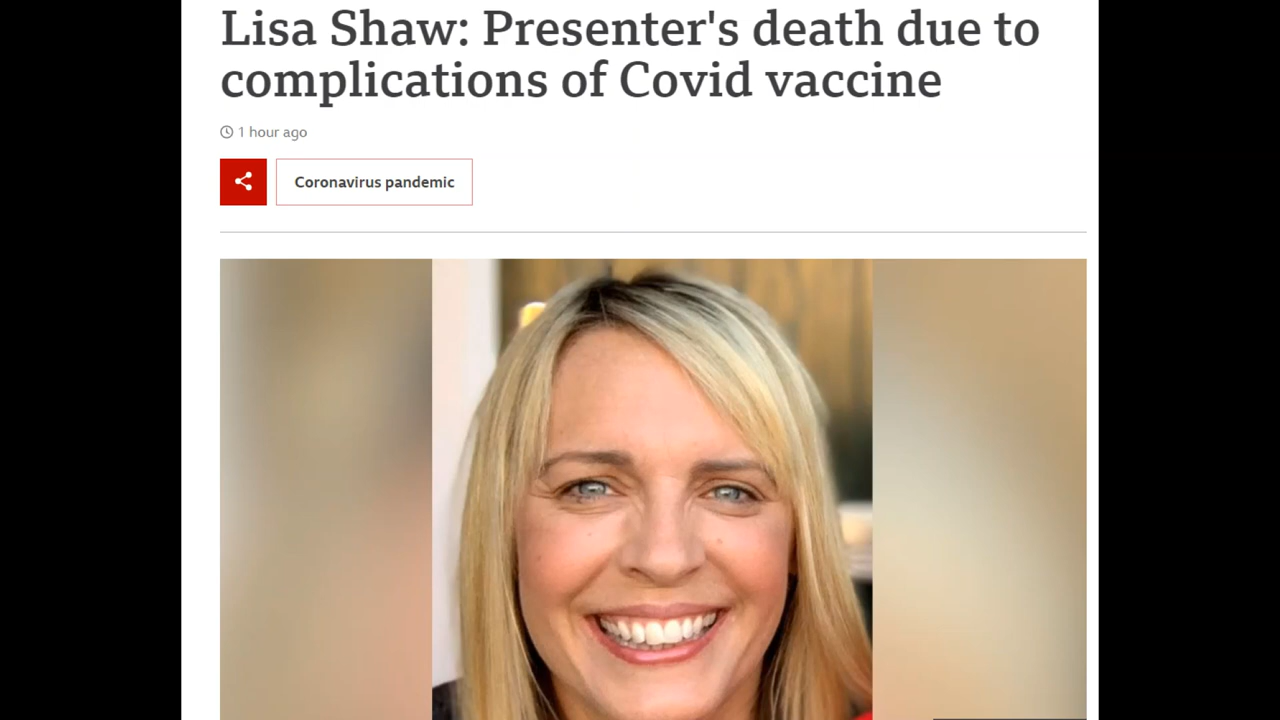 Lisa Shaw: Presenter's death due to
complications of Covid vaccine
1 hour ago
Coronavirus pandemic